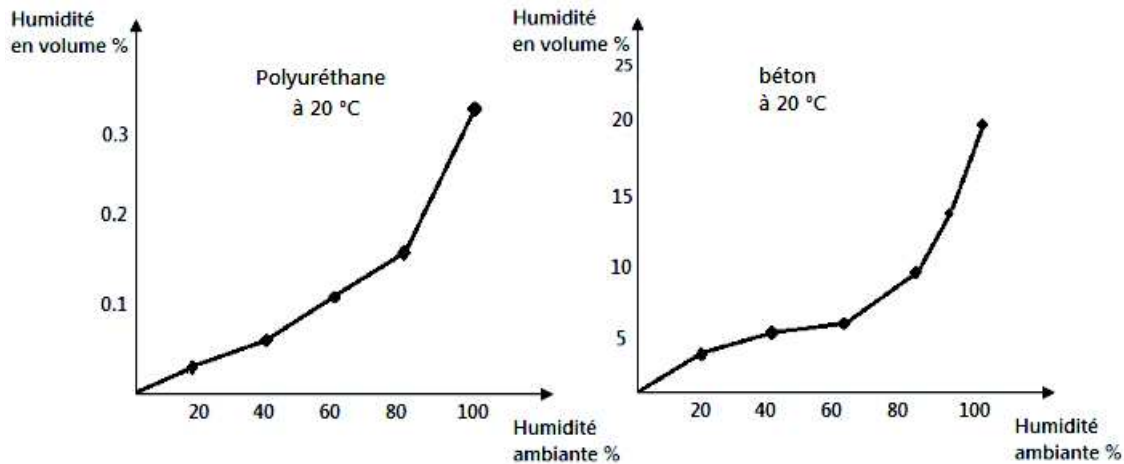 Humidité
en volume %
Polyuréthane
à 20 °C
0.3
0.2
0.1
20 40 60 80 100
Humidité
ambiante %
Humidité
en volume %
25
béton
à 20 °C
20
15
10
5
20 40 60 80 100
Humidité
ambiante %